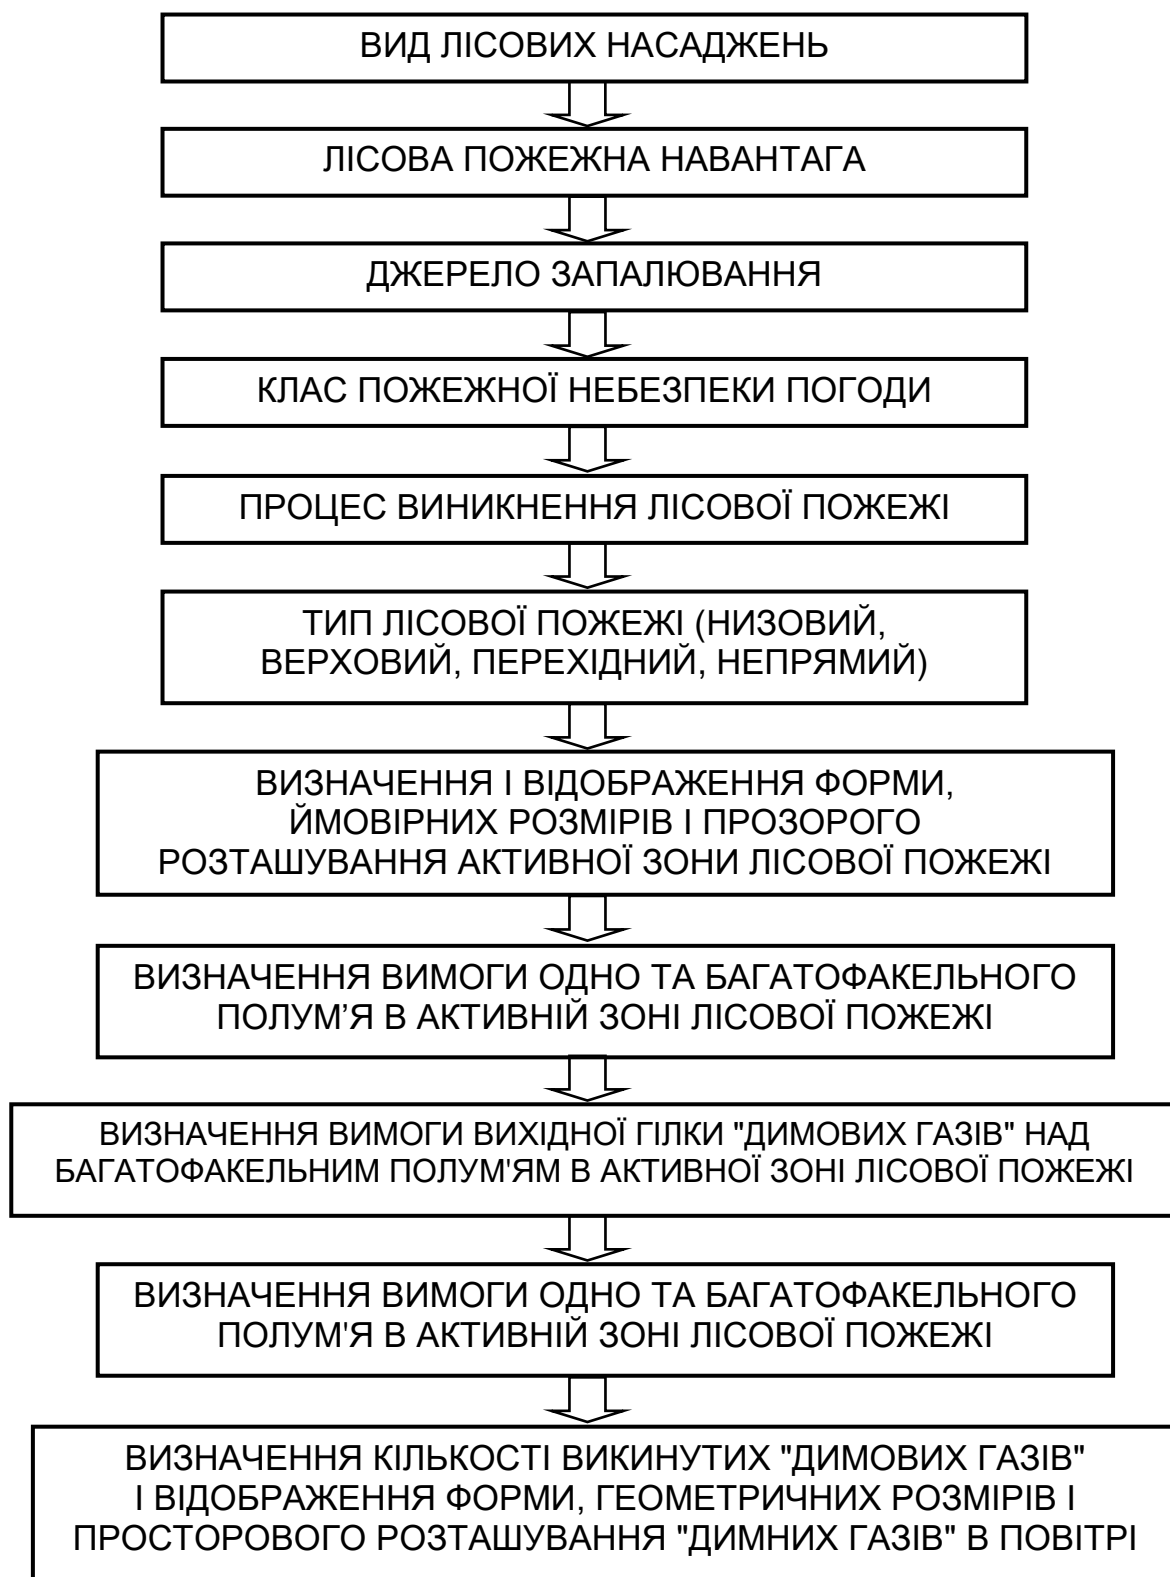 ВИД ЛІСОВИХ НАСАДЖЕНЬ
ЛІСОВА ПОЖЕЖНА НАВАНТАГА
ДЖЕРЕЛО ЗАПАЛЮВАННЯ
КЛАС ПОЖЕЖНОЇ НЕБЕЗПЕКИ ПОГОДИ
ПРОЦЕС ВИНИКНЕННЯ ЛІСОВОЇ ПОЖЕЖІ
ТИП ЛІСОВОЇ ПОЖЕЖІ (НИЗОВИЙ,
ВЕРХОВИЙ, ПЕРЕХІДНИЙ, НЕПРЯМИЙ)
ВИЗНАЧЕННЯ І ВІДОБРАЖЕННЯ ФОРМИ,
ЙМОВІРНИХ РОЗМІРІВ І ПРОЗОРОГО
РОЗТАШУВАННЯ АКТИВНОЇ ЗОНИ ЛІСОВОЇ ПОЖЕЖІ
ВИЗНАЧЕННЯ ВИМОГИ ОДНО ТА БАГАТОФАКЕЛЬНОГО
ПОЛУМ’Я В АКТИВНІЙ ЗОНІ ЛІСОВОЇ ПОЖЕЖІ
ВИЗНАЧЕННЯ ВИМОГИ ВИХІДНОЇ ГІЛКИ "ДИМОВИХ ГАЗІВ" НАД
БАГАТОФАКЕЛЬНИМ ПОЛУМ'ЯМ В АКТИВНОЇ ЗОНІ ЛІСОВОЇ ПОЖЕЖІ
ВИЗНАЧЕННЯ ВИМОГИ ОДНО ТА БАГАТОФАКЕЛЬНОГО
ПОЛУМ'Я В АКТИВНІЙ ЗОНІ ЛІСОВОЇ ПОЖЕЖІ
ВИЗНАЧЕННЯ КІЛЬКОСТІ ВИКИНУТИХ "ДИМОВИХ ГАЗІВ"
І ВІДОБРАЖЕННЯ ФОРМИ, ГЕОМЕТРИЧНИХ РОЗМІРІВ І
ПРОСТОРОВОГО РОЗТАШУВАННЯ "ДИМНИХ ГАЗІВ" В ПОВІТРІ